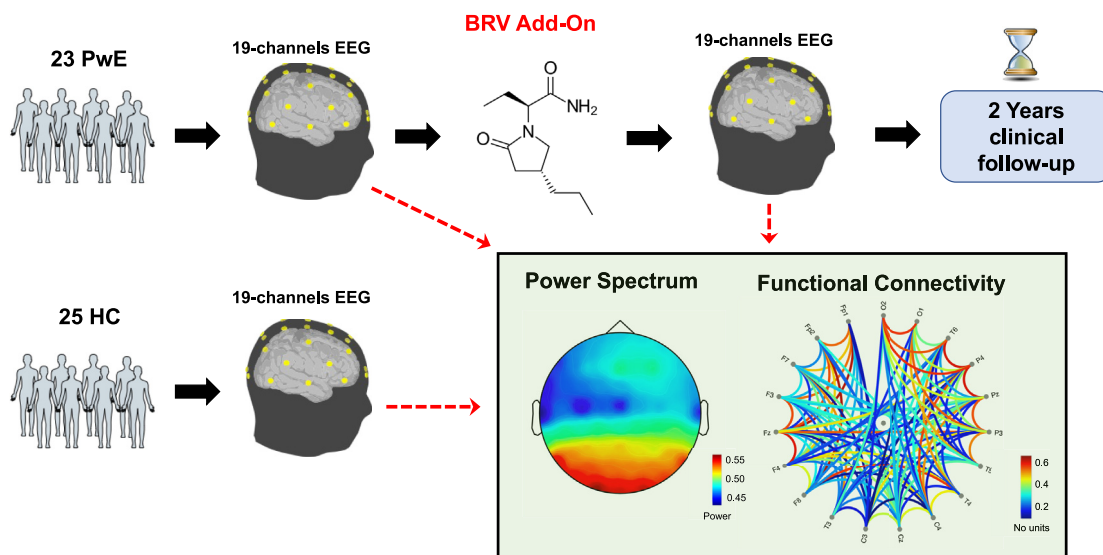 BRV Add-On
23 PwE
19-channels EEG
19-channels EEG
O
NH₂
N
O
2 Years
clinical
follow-up
25 HC
19-channels EEG
Power Spectrum
Functional Connectivity
0.55
0.50
0.45
Power
Fp1
O2
O1
Fp2
T6
F7
P4
F3
Pz
Fz
P3
F4
T5
F8
T4
T3
C4
C3
Cz
0.6
0.4
0.2
No units